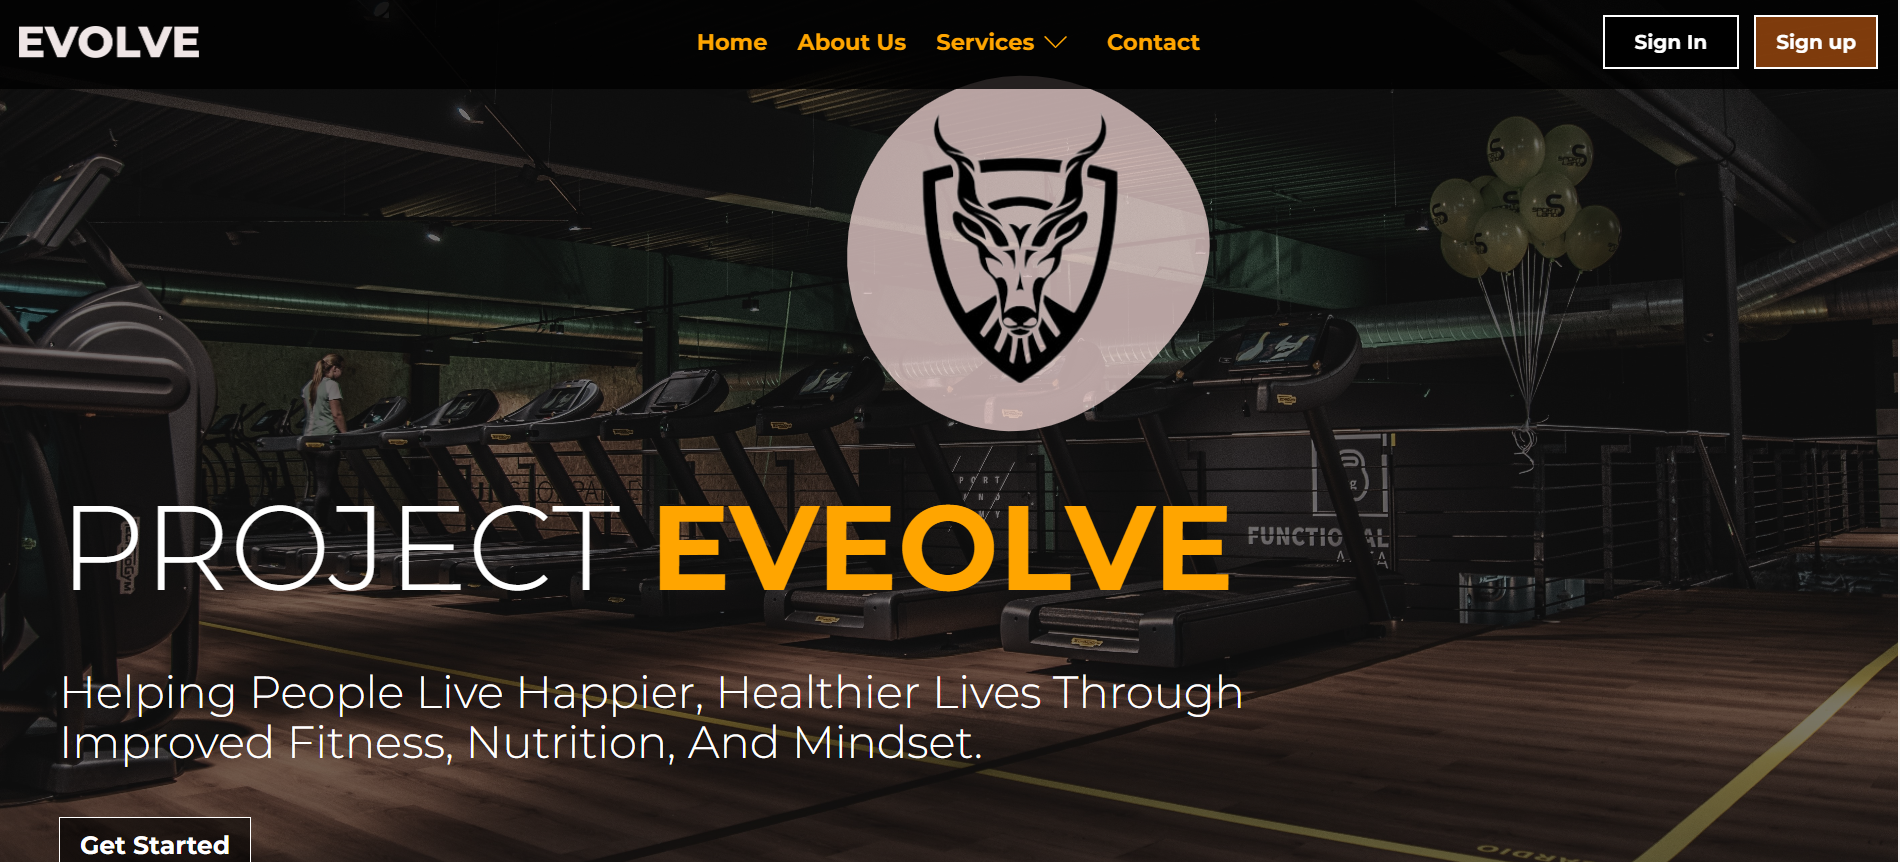 EVOLVE
Home About Us Services Contact
Sign In Sign up
PROJECT EVEOLVE
FUNCTIONAL
Helping People Live Happier, Healthier Lives Through
Improved Fitness, Nutrition, And Mindset.
Get Started